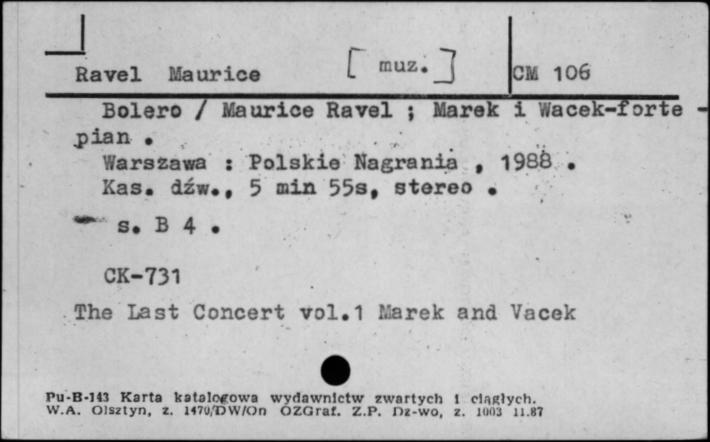 Ravel Maurice [ muz. ] CM 106
Bolero / Maurice Ravel ; Marek i Wacek-forte -
pian .
Warszawa : Polskie Nagrania , 1988 .
Kas. dźw., 5 min 55s, stereo .
s. B 4 .
CK-731
The Last Concert vol.1 Marek and Vacek
Pu-B-143 Karta katalogowa wydawnictw zwartych i ciągłych.
W.A. Olsztyn, z. 1470/DW/On OZGraf. Z.P. Dz-wo, z. 1003 11.87